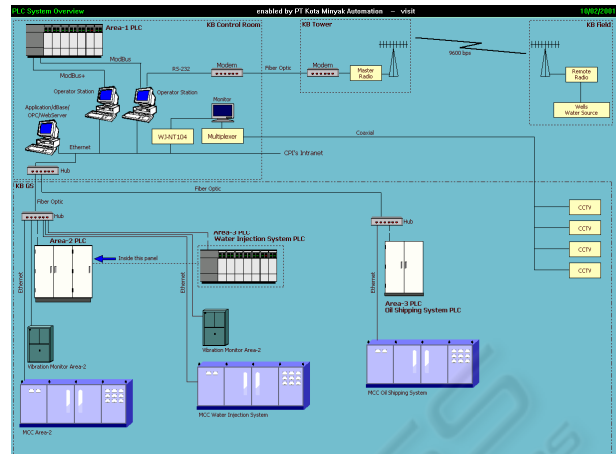 PLC System Overview
enabled by PT Kota Minyak Automation -- visit
10/02/2001
Area-1 PLC
KB Control Room
KB Tower
KB Field
ModBus+
ModBus
RS-232
Modem
Fiber Optic
Modem
Master
Radio
9600 bps
Remote
Radio
Wells
Water Source
Operator Station
Operator Station
Application/dBase/
OPC/WebServer
Monitor
WJ-NT104
Multiplexer
Coaxial
Ethernet
CPI's Intranet
Hub
KB GS
Fiber Optic
Fiber Optic
Hub
Hub
CCTV
CCTV
CCTV
CCTV
Area-2 PLC
Inside this panel
Area-3 PLC
Water Injection System PLC
Ethernet
Ethernet
Ethernet
Area-3 PLC
Oil Shipping System PLC
Vibration Monitor Area-2
Vibration Monitor Area-2
MCC Area-2
MCC Water Injection System
MCC Oil Shipping System